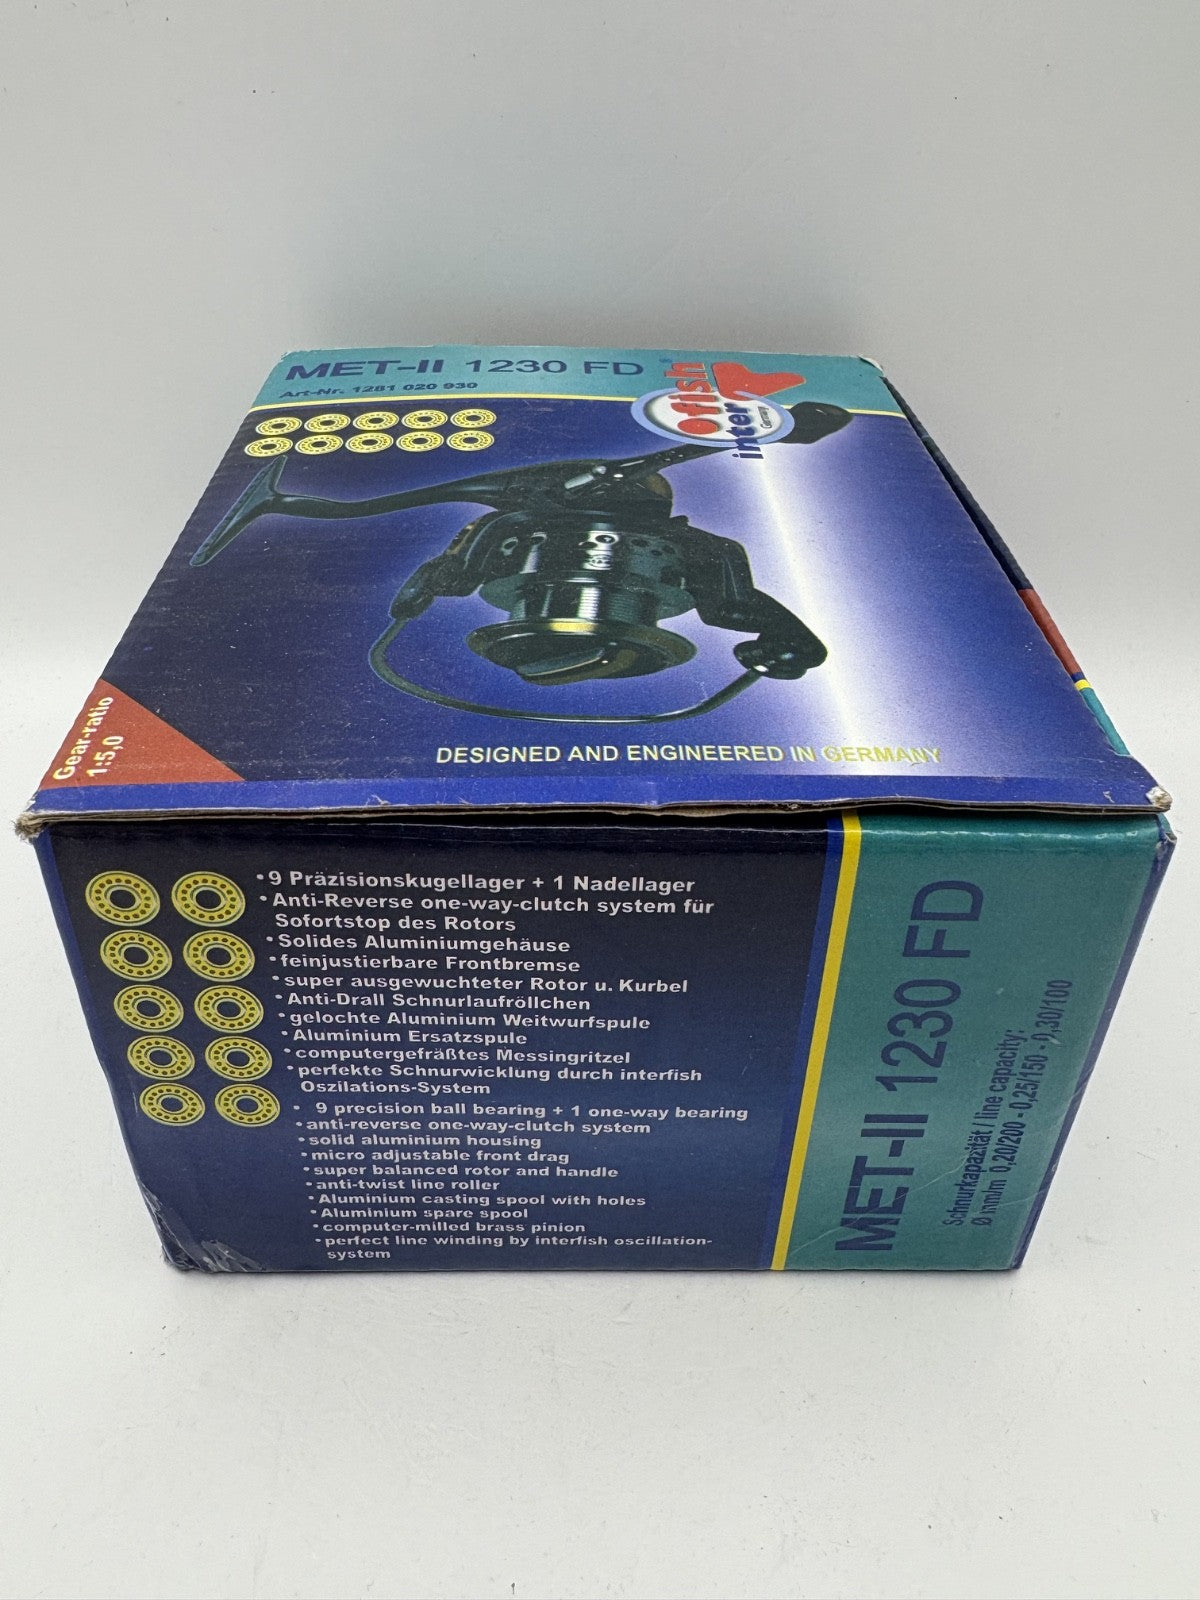 MET-II 1230 FD
Art-Nr. 1281 020 930
fish
inter
Germany
®
Gear-ratio
1:5,0
DESIGNED AND ENGINEERED IN GERMANY
• 9 Präzisionskugellager + 1 Nadellager
• Anti-Reverse one-way-clutch system für
Sofortstop des Rotors
• Solides Aluminiumgehäuse
• feinjustierbare Frontbremse
• super ausgewuchteter Rotor u. Kurbel
• Anti-Drall Schnurlaufröllchen
• gelochte Aluminium Weitwurfspule
• Aluminium Ersatzspule
• computergefräßtes Messingritzel
• perfekte Schnurwicklung durch interfish
Oszilations-System
• 9 precision ball bearing + 1 one-way bearing
• anti-reverse one-way-clutch system
• solid aluminium housing
• micro adjustable front drag
• super balanced rotor and handle
• anti-twist line roller
• Aluminium casting spool with holes
• Aluminium spare spool
• computer-milled brass pinion
• perfect line winding by interfish oscillation-
system
MET-II 1230 FD
Schnurkapazität / line capacity:
Ø mm/m 0,20/200 - 0,25/150 - 0,30/100